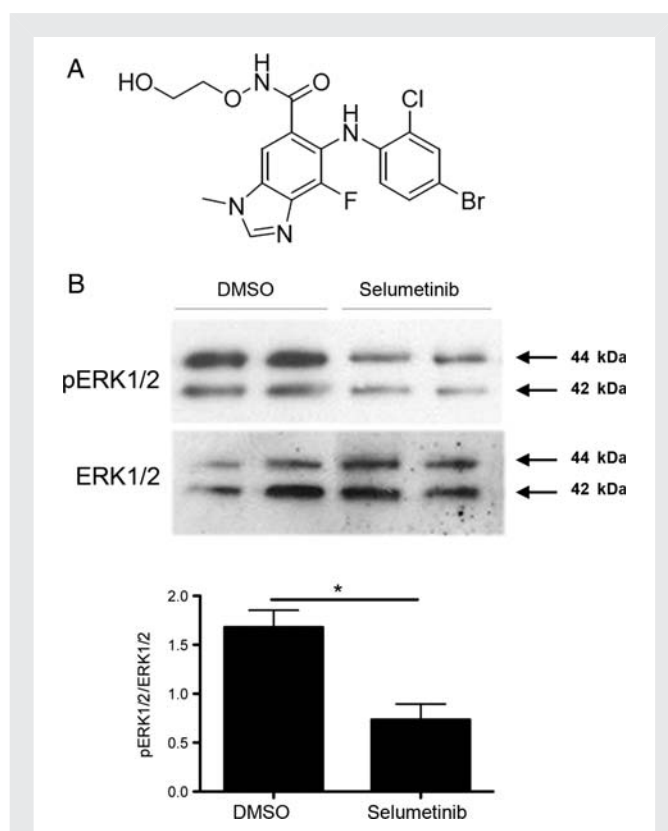 A
HO
O
H
N
O
H
N
Cl
Br
F
N
N
B
DMSO Selumetinib
pERK1/2
44 kDa
42 kDa
ERK1/2
44 kDa
42 kDa
*
pERK1/2/ERK1/2
2.0
1.5
1.0
0.5
0.0
DMSO Selumetinib